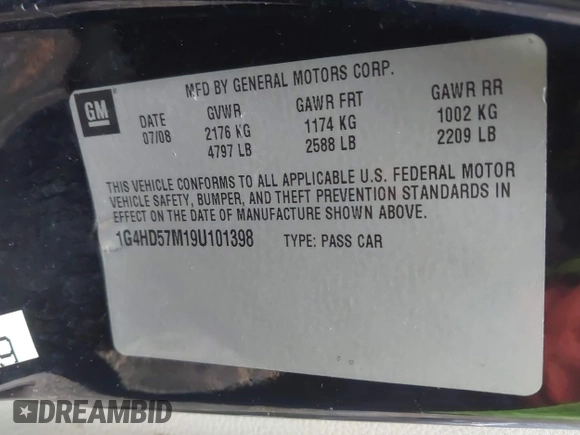 MFD BY GENERAL MOTORS CORP.
GM
DATE GVWR GAWR FRT GAWR RR
07/08 2176 KG 1174 KG 1002 KG
4797 LB 2588 LB 2209 LB
THIS VEHICLE CONFORMS TO ALL APPLICABLE U.S. FEDERAL MOTOR
VEHICLE SAFETY, BUMPER, AND THEFT PREVENTION STANDARDS IN
EFFECT ON THE DATE OF MANUFACTURE SHOWN ABOVE.
1G4HD57M19U101398 TYPE: PASS CAR
DREAMBID